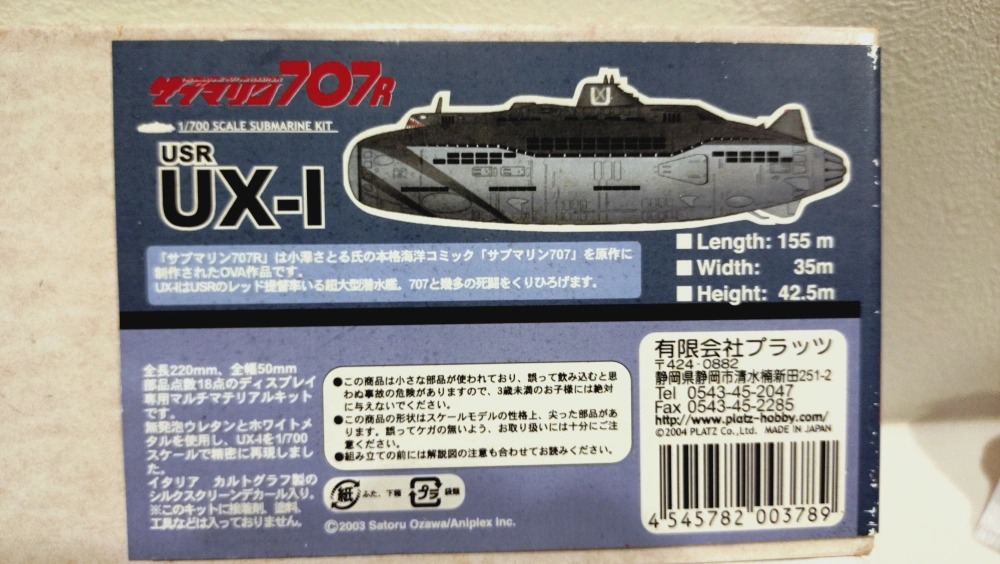 サブマリン707R
1/700 SCALE SUBMARINE KIT
USR
UX-I
U
『サブマリン707R』は小澤さとる氏の本格海洋コミック「サブマリン707」を原作に
制作されたOVA作品です。
UX-IはUSRのレッド提督率いる超大型潜水艦。707と幾多の死闘をくりひろげます。
■Length: 155 m
■Width: 35m
■Height: 42.5m
全長220mm、全幅50mm
部品点数18点のディスプレイ
専用マルチマテリアルキット
です。
無発泡ウレタンとホワイトメ
タルを使用し、UX-Iを1/700
スケールで精密に再現しまし
た。
イタリア カルトグラフ製の
シルクスクリーンデカール入り。
※このキットに接着剤、塗料、
工具などは入っておりません。
●この商品は小さな部品が使われており、誤って飲み込むと思
わぬ事故の危険がありますので、3歳未満のお子様には絶対
に与えないでください。
●この商品の形状はスケールモデルの性格上、尖った部品があ
ります。誤ってケガの無いよう、お取り扱いには十分にご注
意ください。
●組み立ての前には解説図の注意も合わせてお読みください。
紙 ふた、下箱 プラ 袋類
©2003 Satoru Ozawa/Aniplex Inc.
有限会社プラッツ
〒424-0882
静岡県静岡市清水楠新田251-2
Tel 0543-45-2047
Fax 0543-45-2285
http://www.platz-hobby.com/
©2004 PLATZ Co.,Ltd. MADE IN JAPAN
4 545782 003789